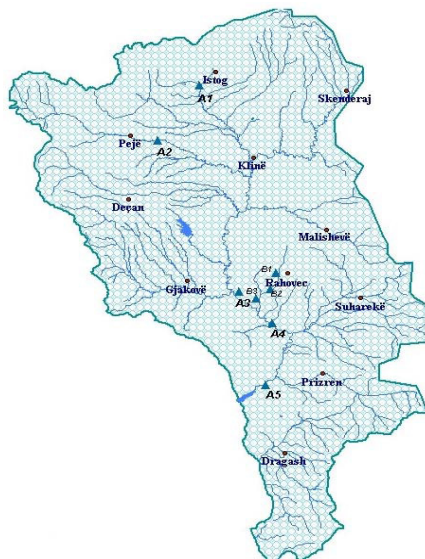 Istog
A1
Skenderaj
Pejë
A2
Klinë
Deçan
Malishevë
B1
Rahovec
Gjakovë
B3
B2
A3
Suharekë
A4
Prizren
A5
Dragash